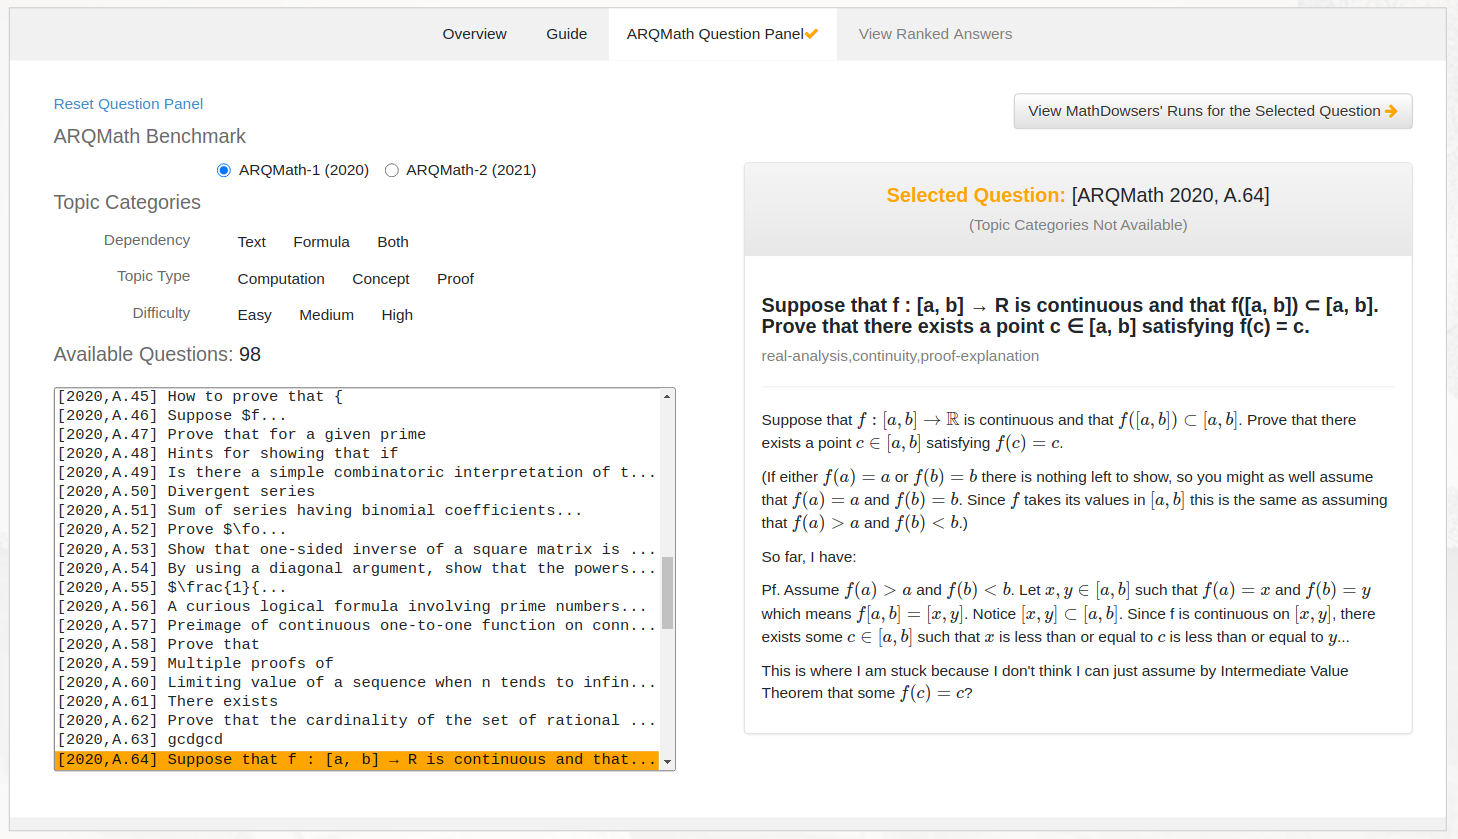 Overview Guide ARQMath Question Panel View Ranked Answers
Reset Question Panel
ARQMath Benchmark
ARQMath-1 (2020) ARQMath-2 (2021)
Topic Categories
Dependency Text Formula Both
Topic Type Computation Concept Proof
Difficulty Easy Medium High
Available Questions: 98
[2020,A.45] How to prove that {
[2020,A.46] Suppose $f...
[2020,A.47] Prove that for a given prime
[2020,A.48] Hints for showing that if
[2020,A.49] Is there a simple combinatoric interpretation of t...
[2020,A.50] Divergent series
[2020,A.51] Sum of series having binomial coefficients...
[2020,A.52] Prove $\fo...
[2020,A.53] Show that one-sided inverse of a square matrix is ...
[2020,A.54] By using a diagonal argument, show that the powers...
[2020,A.55] $\frac{1}{...
[2020,A.56] A curious logical formula involving prime numbers...
[2020,A.57] Preimage of continuous one-to-one function on conn...
[2020,A.58] Prove that
[2020,A.59] Multiple proofs of
[2020,A.60] Limiting value of a sequence when n tends to infin...
[2020,A.61] There exists
[2020,A.62] Prove that the cardinality of the set of rational ...
[2020,A.63] gcdgcd
[2020,A.64] Suppose that f : [a, b] → R is continuous and that...
View MathDowsers' Runs for the Selected Question →
Selected Question: [ARQMath 2020, A.64]
(Topic Categories Not Available)
Suppose that f : [a, b] → R is continuous and that f([a, b]) ⊂ [a, b].
Prove that there exists a point c ∈ [a, b] satisfying f(c) = c.
real-analysis,continuity,proof-explanation
Suppose that f : [a, b] → ℝ is continuous and that f([a, b]) ⊂ [a, b]. Prove that there
exists a point c ∈ [a, b] satisfying f(c) = c.
(If either f(a) = a or f(b) = b there is nothing left to show, so you might as well assume
that f(a) = a and f(b) = b. Since f takes its values in [a, b] this is the same as assuming
that f(a) > a and f(b) < b.)
So far, I have:
Pf. Assume f(a) > a and f(b) < b. Let x, y ∈ [a, b] such that f(a) = x and f(b) = y
which means f[a, b] = [x, y]. Notice [x, y] ⊂ [a, b]. Since f is continuous on [x, y], there
exists some c ∈ [a, b] such that x is less than or equal to c is less than or equal to y...
This is where I am stuck because I don't think I can just assume by Intermediate Value
Theorem that some f(c) = c?